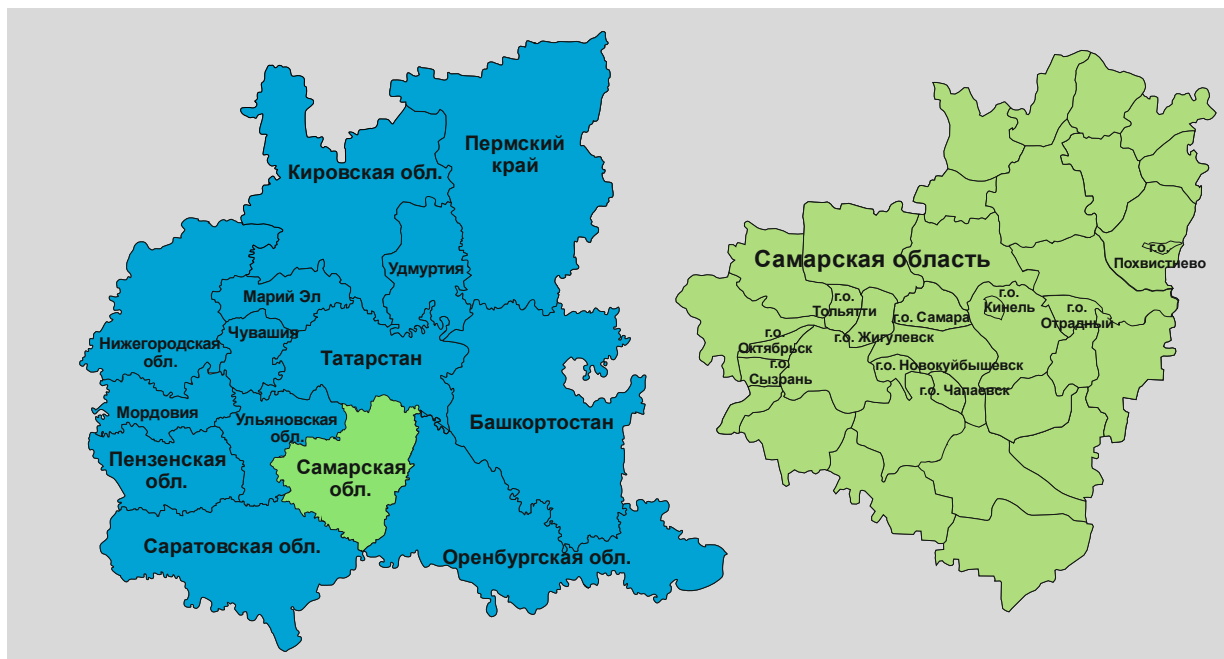 Пермский
край
Кировская обл.
Удмуртия
Марий Эл
Чувашия
Нижегородская
обл.
Татарстан
Мордовия
Ульяновская
обл.
Башкортостан
Пензенская
обл.
Самарская
обл.
Саратовская обл.
Оренбургская обл.
Самарская область
г.о.
Похвистиево
г.о.
Тольятти
г.о. Самара
г.о.
Кинель
г.о.
Отрадный
г.о.
Октябрьск
г.о. Жигулевск
г.о.
Сызрань
г.о. Новокуйбышевск
г.о. Чапаевск